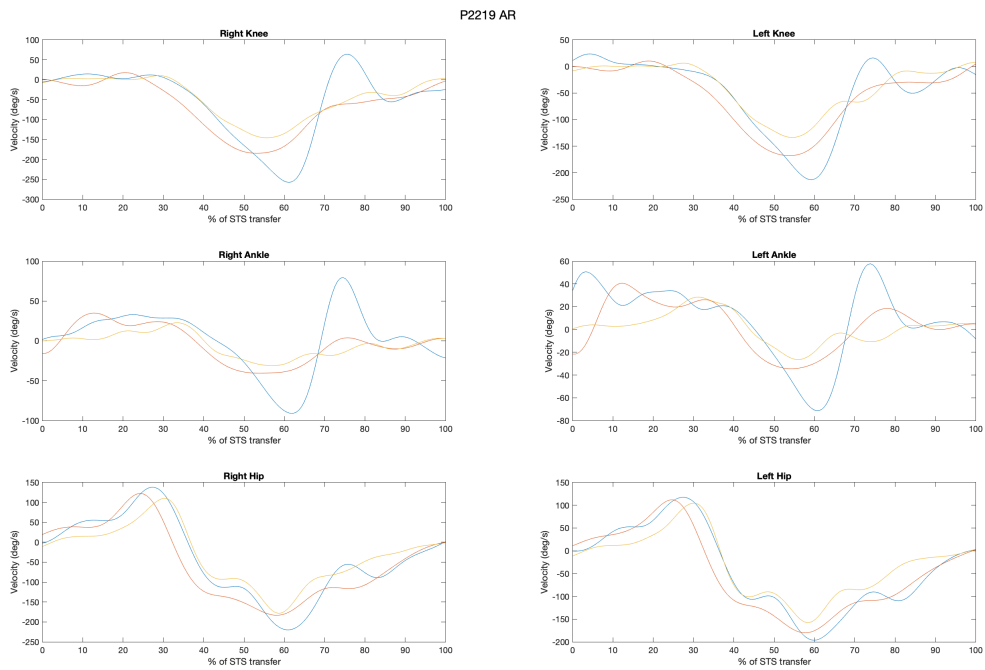 P2219 AR
Right Knee
100
50
0
-50
-100
-150
-200
-250
-300
Velocity (deg/s)
0 10 20 30 40 50 60 70 80 90 100
% of STS transfer
Left Knee
50
0
-50
-100
-150
-200
-250
Velocity (deg/s)
0 10 20 30 40 50 60 70 80 90 100
% of STS transfer
Right Ankle
100
50
0
-50
-100
Velocity (deg/s)
0 10 20 30 40 50 60 70 80 90 100
% of STS transfer
Left Ankle
60
40
20
0
-20
-40
-60
-80
Velocity (deg/s)
0 10 20 30 40 50 60 70 80 90 100
% of STS transfer
Right Hip
150
100
50
0
-50
-100
-150
-200
-250
Velocity (deg/s)
0 10 20 30 40 50 60 70 80 90 100
% of STS transfer
Left Hip
150
100
50
0
-50
-100
-150
-200
Velocity (deg/s)
0 10 20 30 40 50 60 70 80 90 100
% of STS transfer